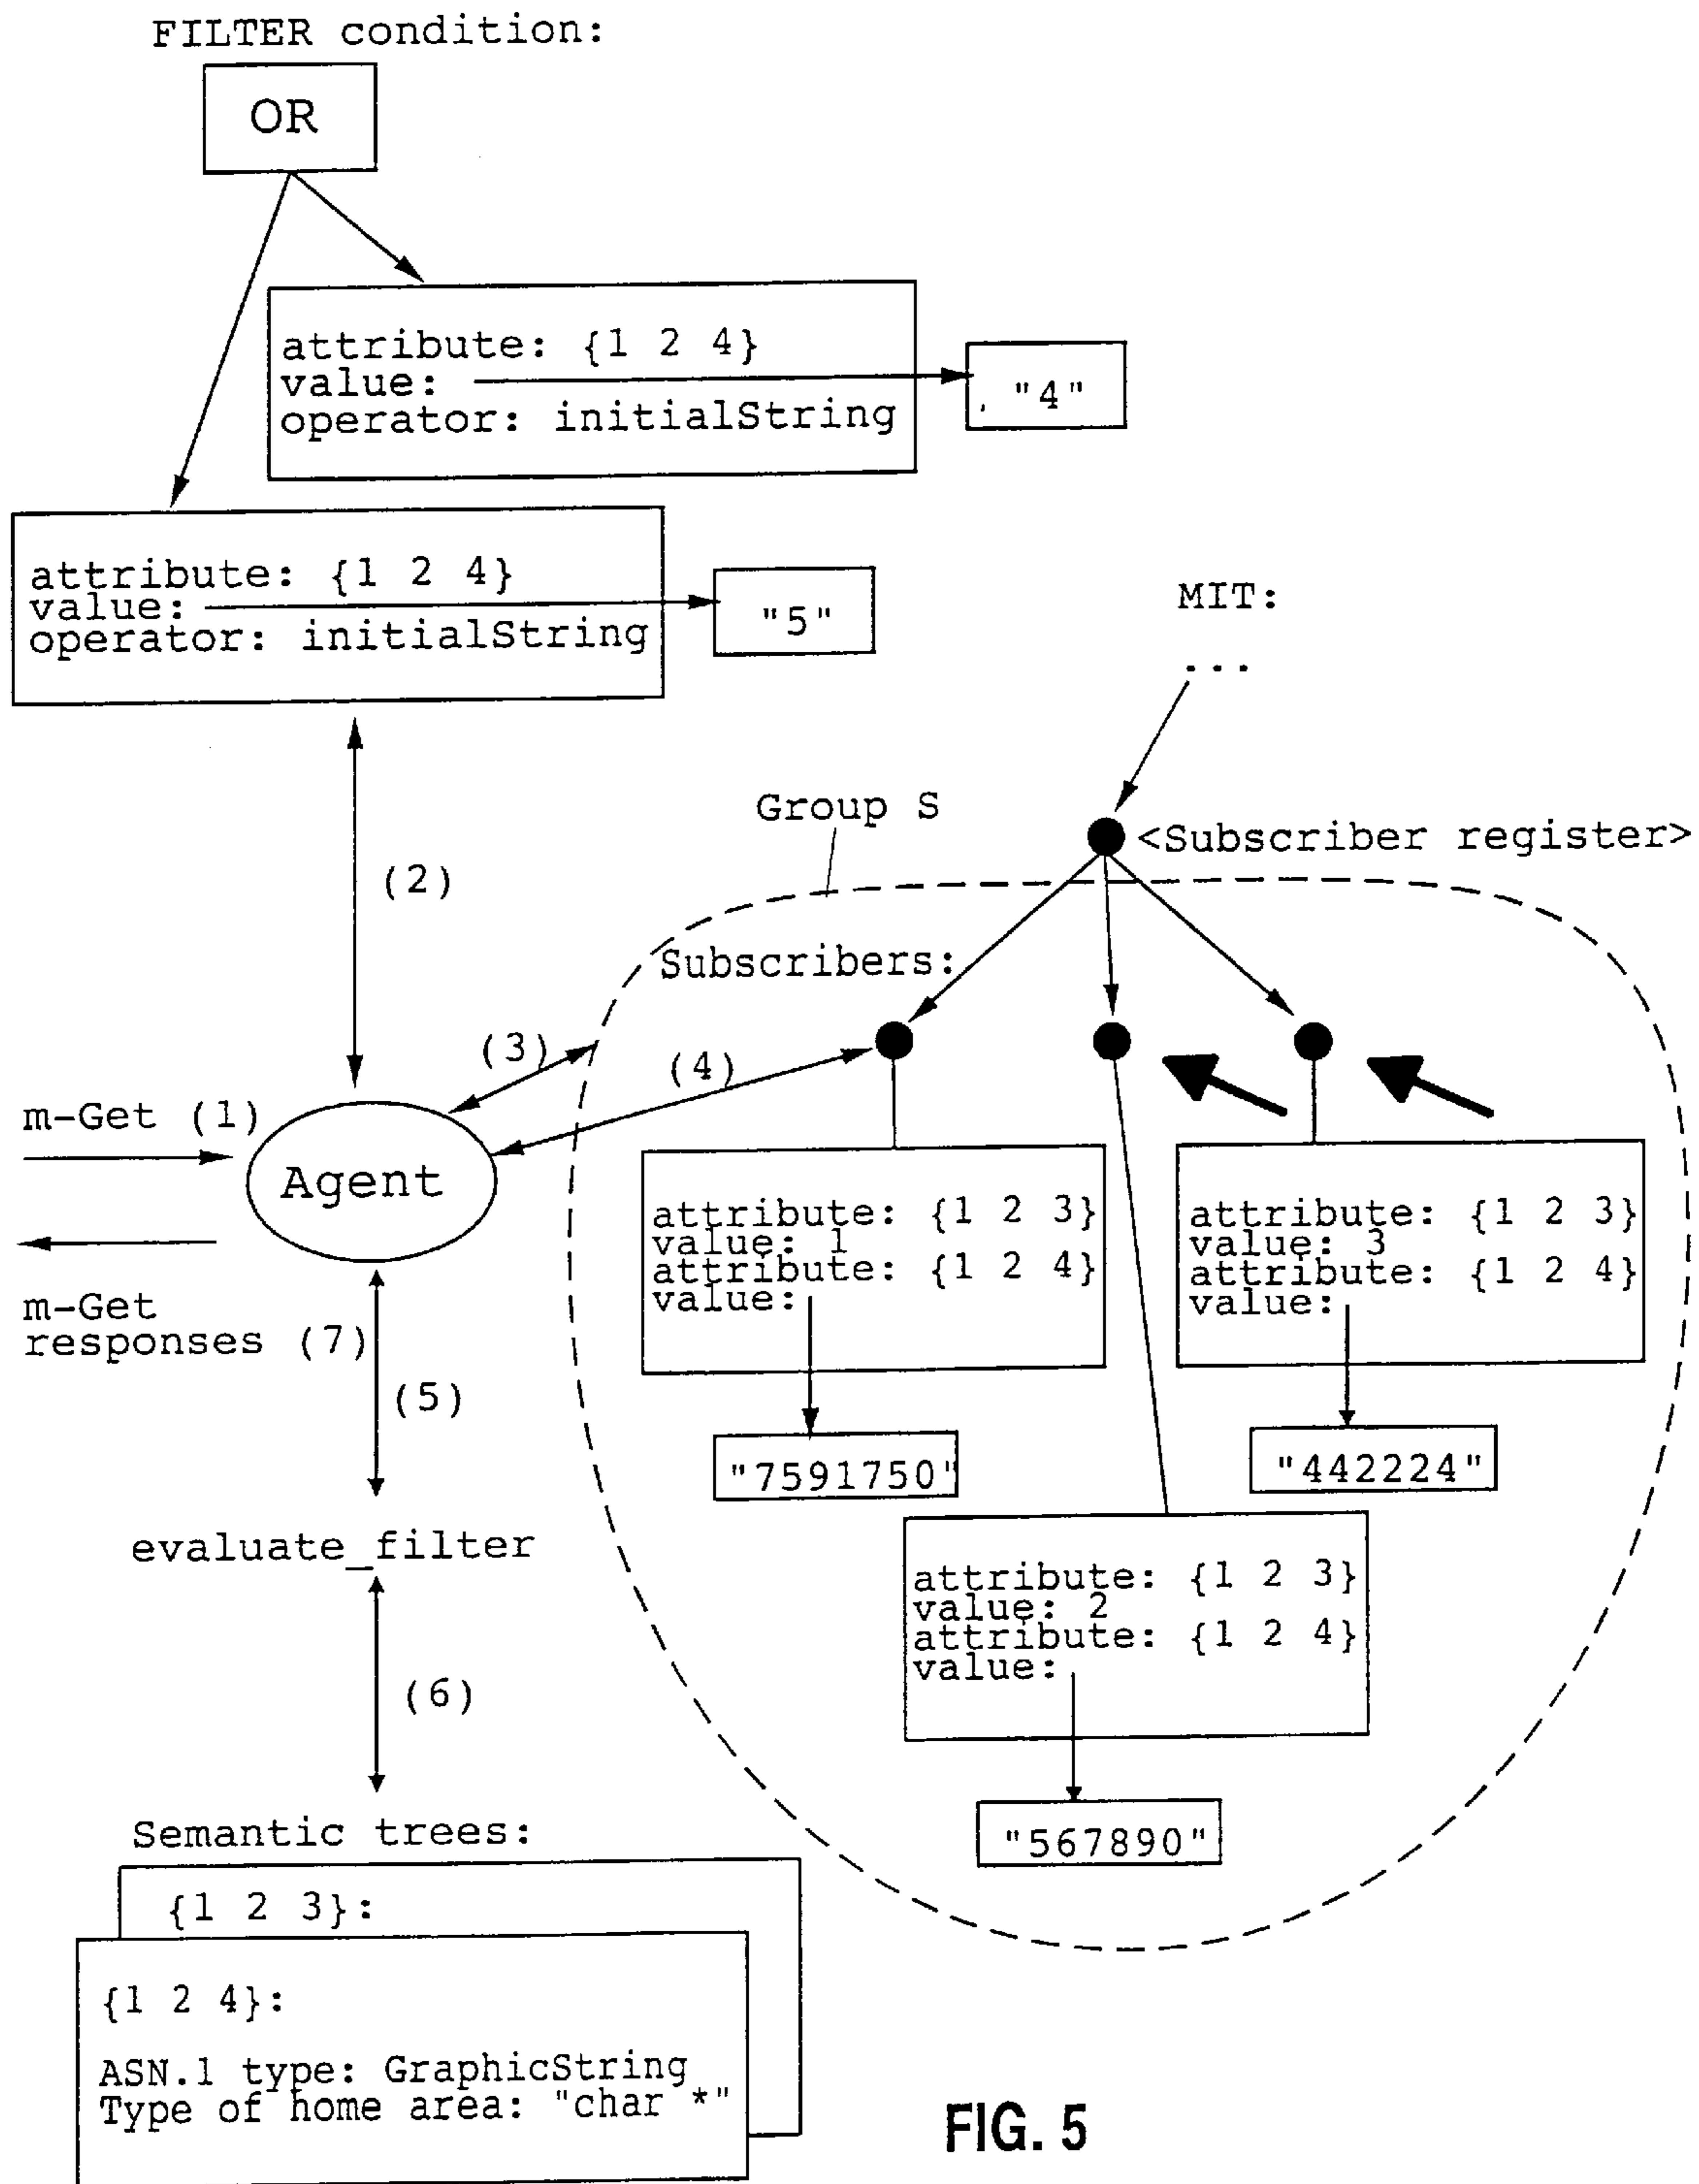 FILTER condition:
OR
attribute: {1 2 4}
value:
operator: initialString
"4"
attribute: {1 2 4}
value:
operator: initialString
"5"
MIT:
...
Group S
<Subscriber register>
(2)
Subscribers:
(3)
(4)
m-Get (1)
Agent
m-Get
responses (7)
(5)
attribute: {1 2 3}
value: 1
attribute: {1 2 4}
value:
"7591750"
attribute: {1 2 3}
value: 3
attribute: {1 2 4}
value:
"442224"
evaluate_filter
attribute: {1 2 3}
value: 2
attribute: {1 2 4}
value:
"567890"
(6)
Semantic trees:
{1 2 3}:
{1 2 4}:
ASN.1 type: GraphicString
Type of home area: "char *"
FIG. 5